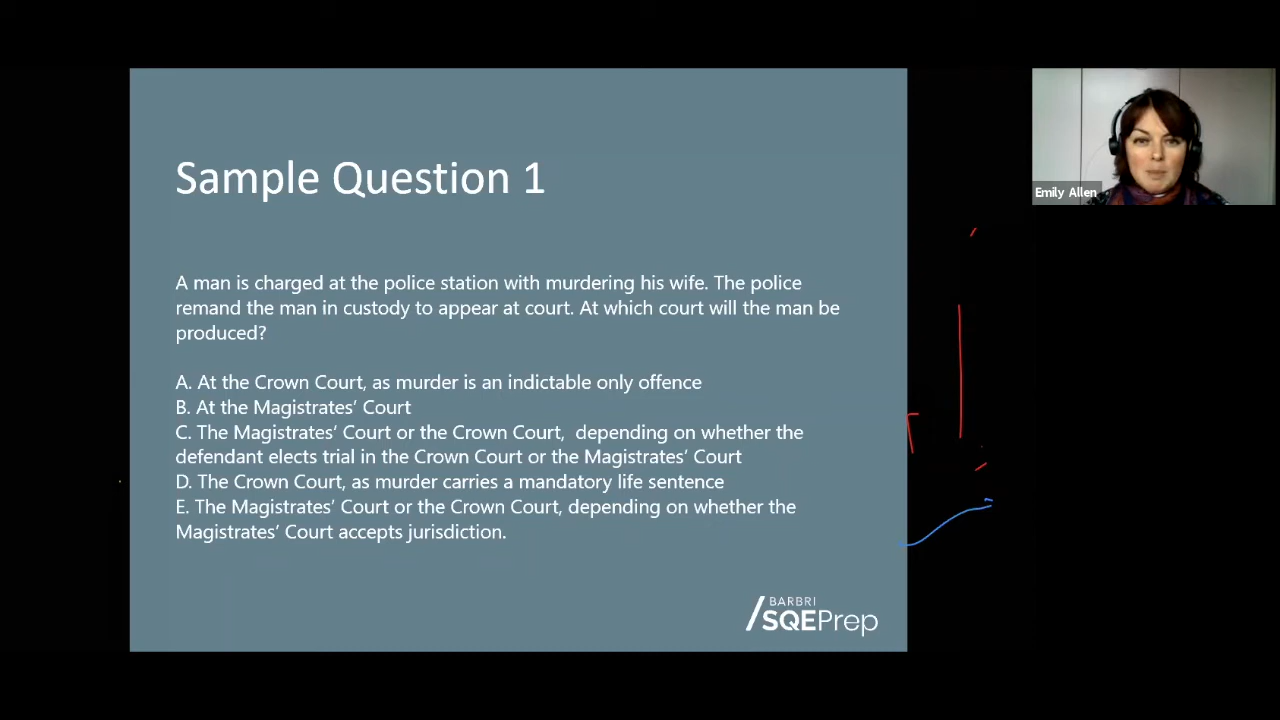 Sample Question 1
A man is charged at the police station with murdering his wife. The police
remand the man in custody to appear at court. At which court will the man be
produced?
A. At the Crown Court, as murder is an indictable only offence
B. At the Magistrates’ Court
C. The Magistrates’ Court or the Crown Court,  depending on whether the
defendant elects trial in the Crown Court or the Magistrates’ Court
D. The Crown Court, as murder carries a mandatory life sentence
E. The Magistrates’ Court or the Crown Court, depending on whether the
Magistrates’ Court accepts jurisdiction.
BARBRI
SQEPrep
Emily Allen